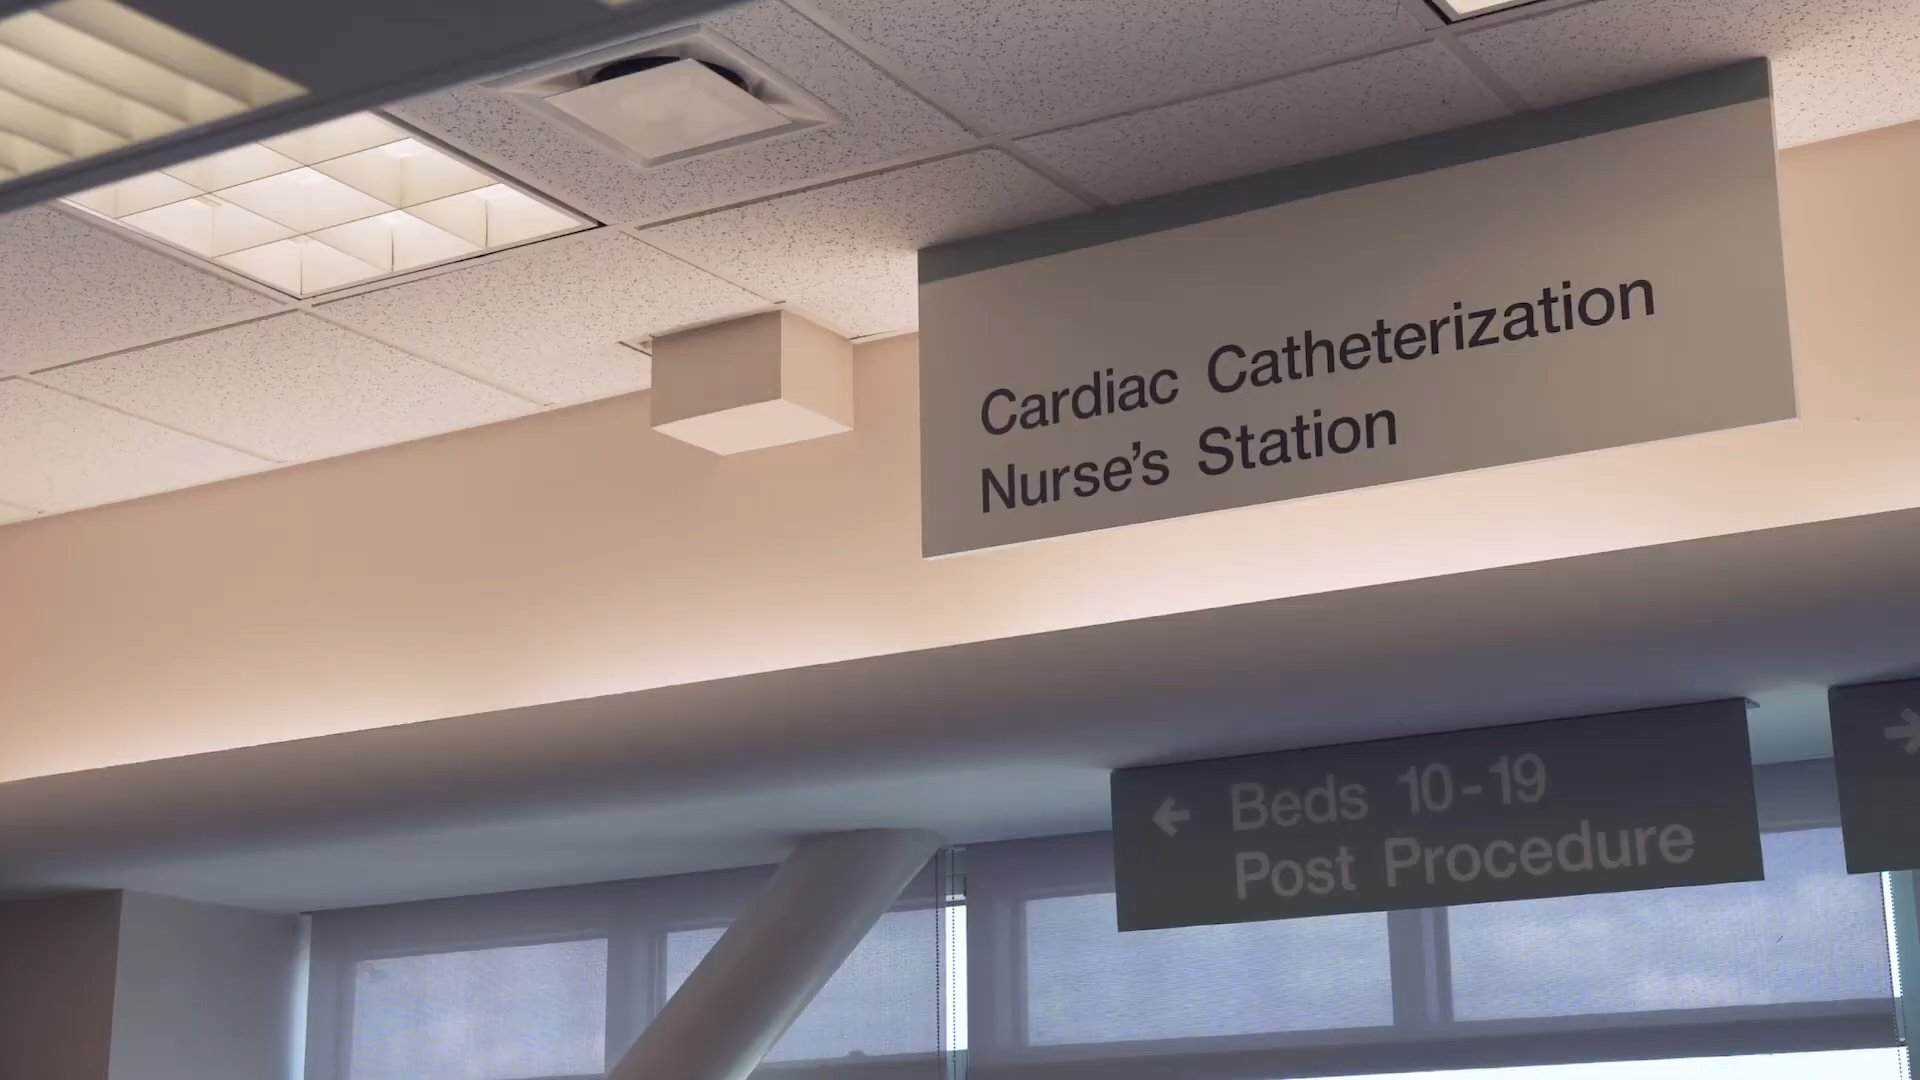 Cardiac Catheterization
Nurse's Station
← Beds 10-19
Post Procedure
→